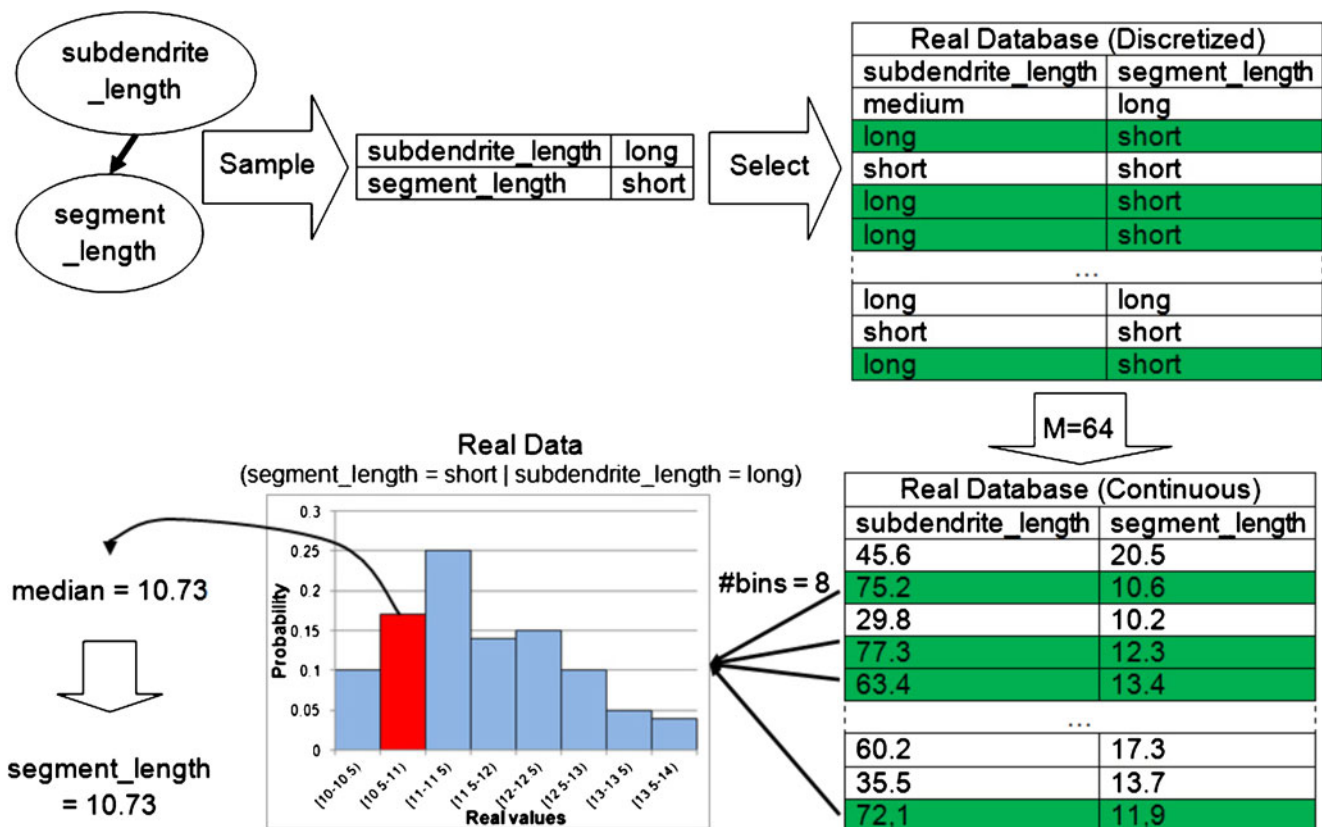 subdendrite
_length
segment
_length
Sample
subdendrite_length long
segment_length short
Select
Real Database (Discretized)
subdendrite_length segment_length
medium long
long short
short short
long short
long short
...
long long
short short
long short
M=64
Real Database (Continuous)
subdendrite_length segment_length
45.6 20.5
75.2 10.6
29.8 10.2
77.3 12.3
63.4 13.4
...
60.2 17.3
35.5 13.7
72.1 11.9
#bins = 8
Real Data
(segment_length = short | subdendrite_length = long)
0.3
0.25
0.2
0.15
0.1
0.05
0
Probability
[10-10 5)
[10 5-11)
[11-11 5)
[11 5-12)
[12-12 5)
[12 5-13)
[13-13 5)
[13 5-14)
Real values
median = 10.73
segment_length
= 10.73